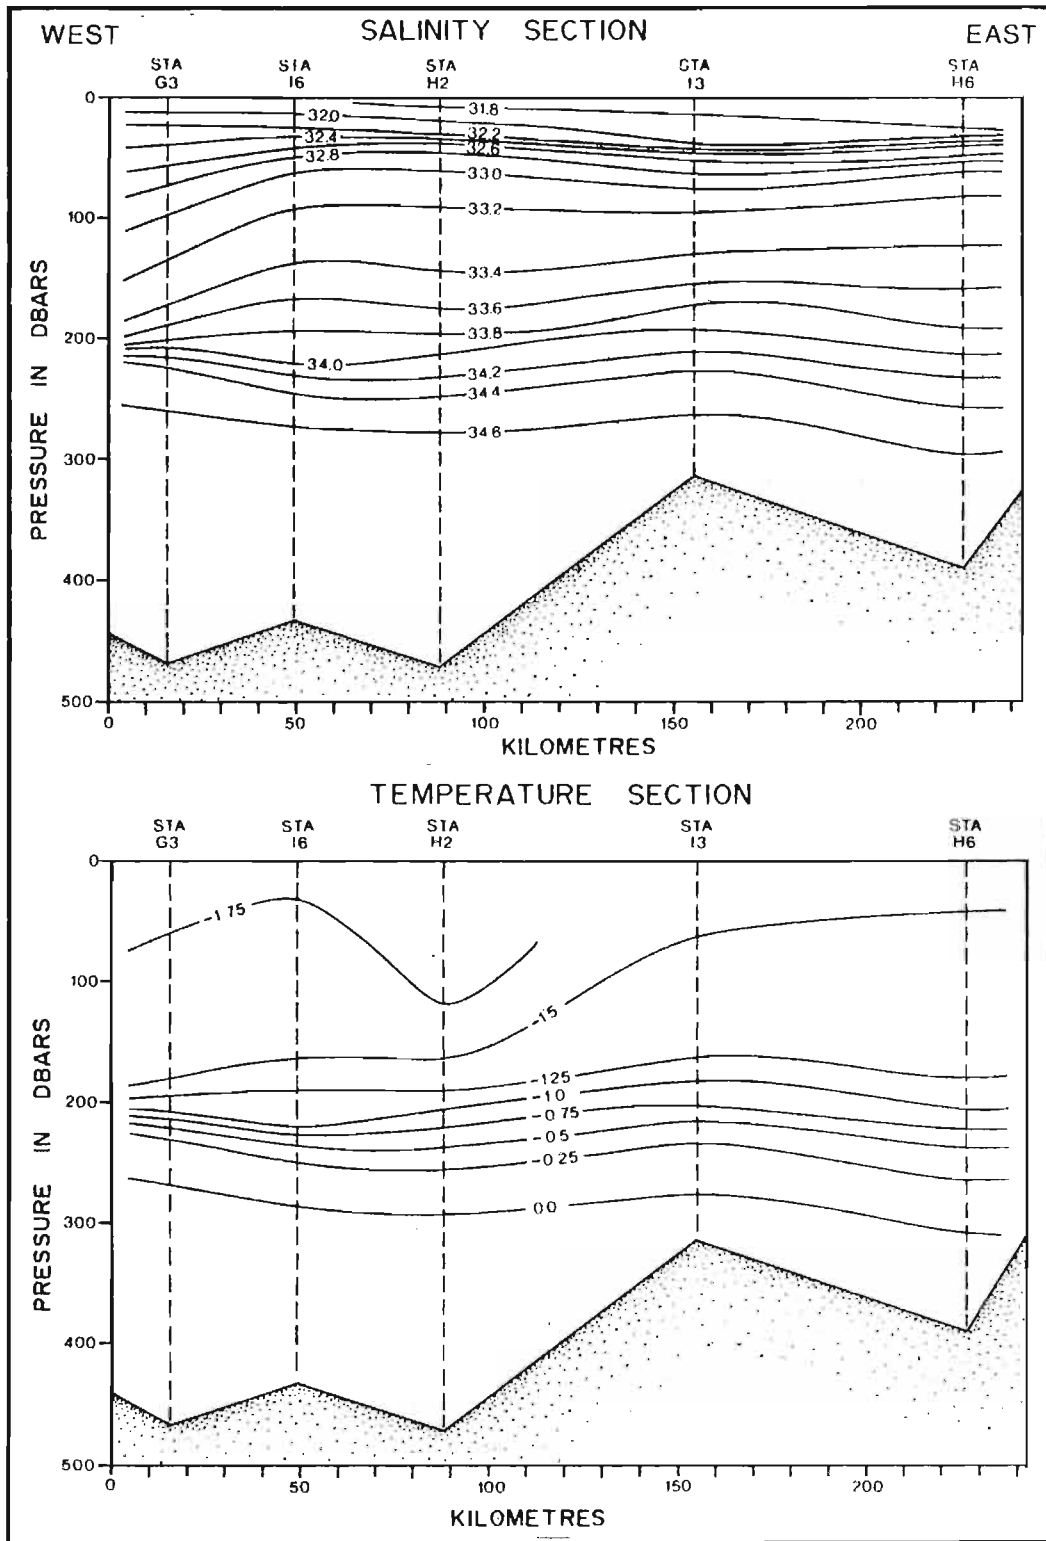 WEST SALINITY SECTION EAST
STA G3
STA I6
STA H2
STA I3
STA H6
0
100
200
300
400
500
PRESSURE IN DBARS
31.8
32.0
32.2
32.4
32.6
32.8
33.0
33.2
33.4
33.6
33.8
34.0
34.2
34.4
34.6
0 50 100 150 200
KILOMETRES
TEMPERATURE SECTION
STA G3
STA I6
STA H2
STA I3
STA H6
0
100
200
300
400
500
PRESSURE IN DBARS
-1.75
-1.5
-1.25
-1.0
-0.75
-0.5
-0.25
0.0
0 50 100 150 200
KILOMETRES